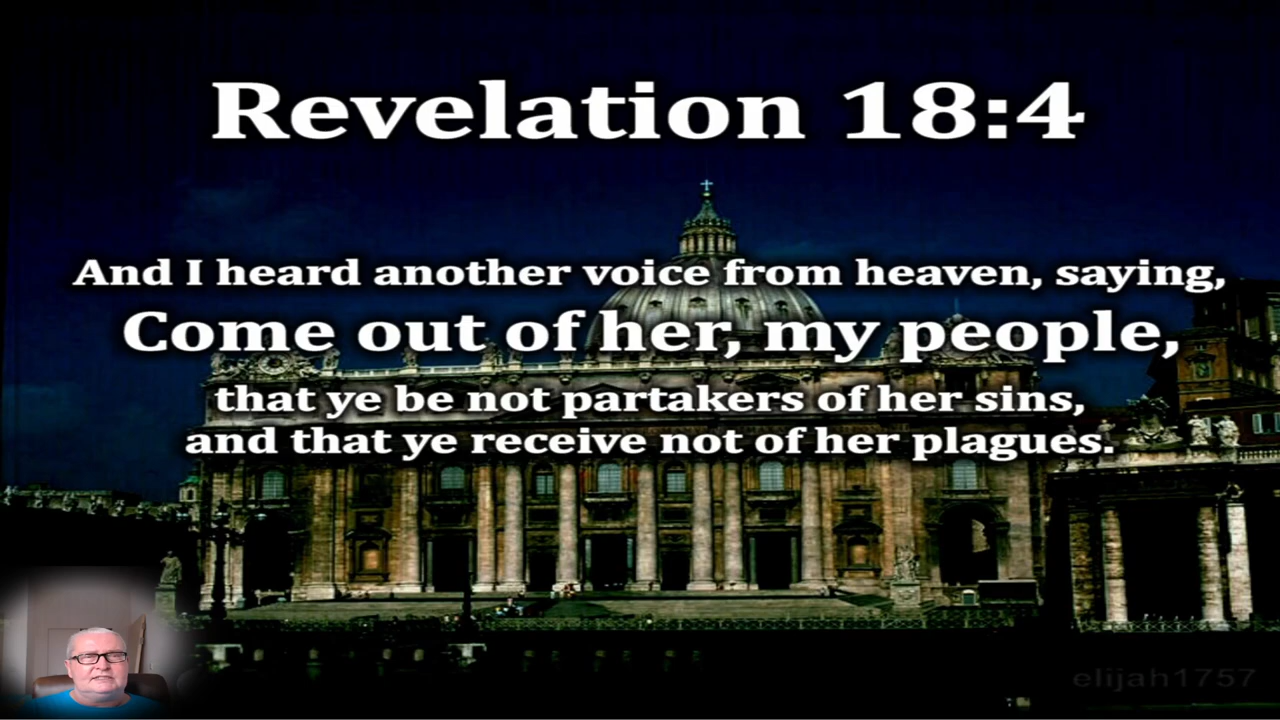 Revelation 18:4
And I heard another voice from heaven, saying,
Come out of her, my people,
that ye be not partakers of her sins,
and that ye receive not of her plagues.
elijah1757